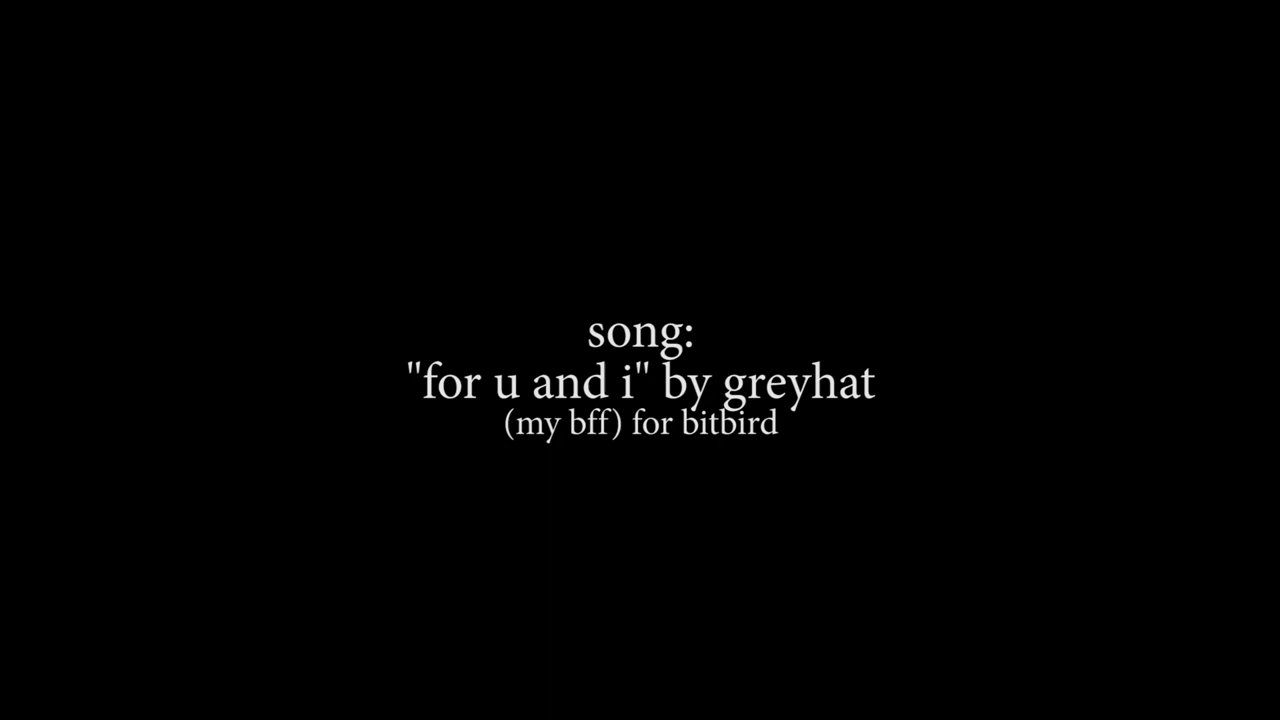 song:
"for u and i" by greyhat
(my bff) for bitbird